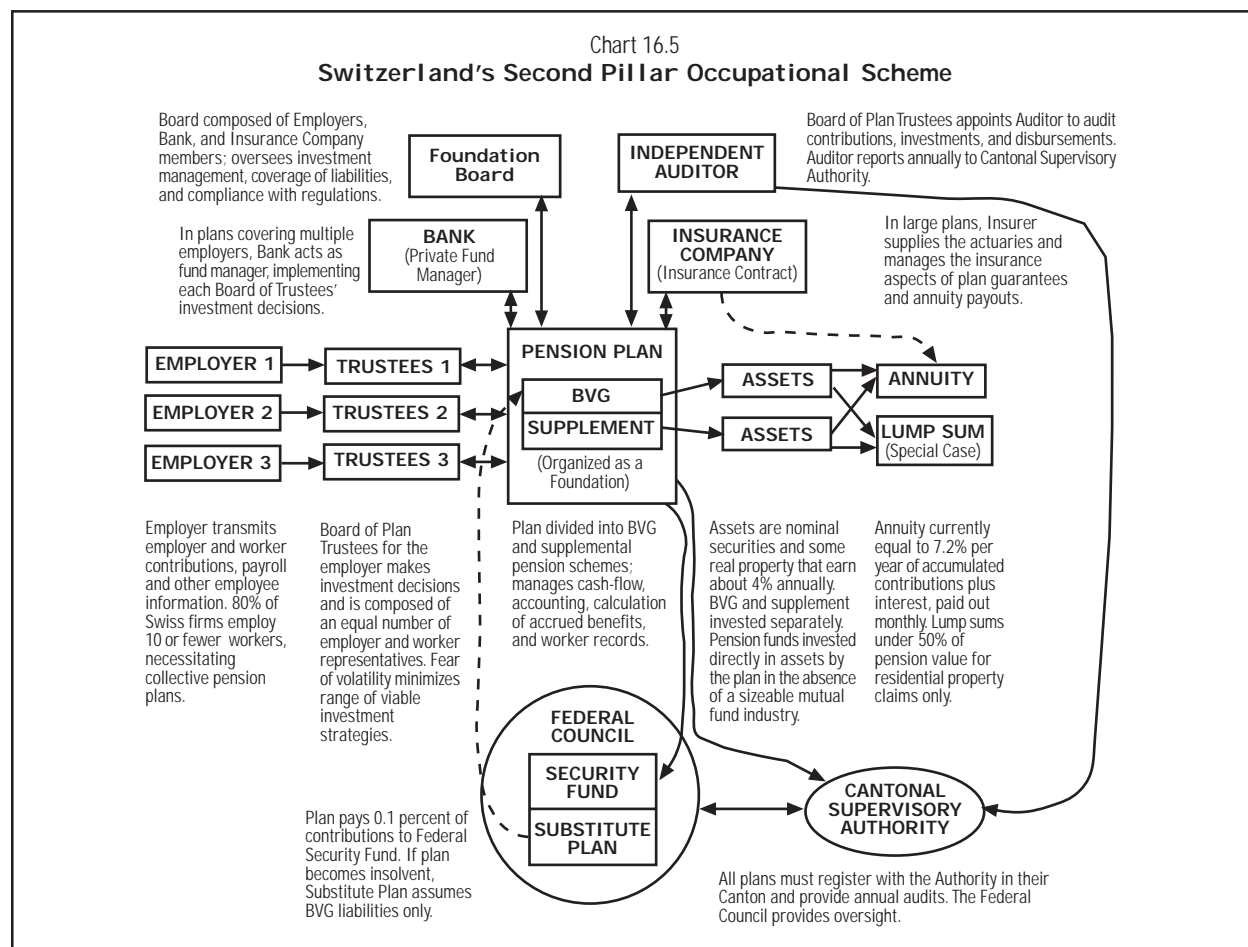 Chart 16.5
Switzerland's Second Pillar Occupational Scheme
Board composed of Employers,
Bank, and Insurance Company
members; oversees investment
management, coverage of liabilities,
and compliance with regulations.
Foundation
Board
INDEPENDENT
AUDITOR
Board of Plan Trustees appoints Auditor to audit
contributions, investments, and disbursements.
Auditor reports annually to Cantonal Supervisory
Authority.
In plans covering multiple
employers, Bank acts as
fund manager, implementing
each Board of Trustees'
investment decisions.
BANK
(Private Fund
Manager)
INSURANCE
COMPANY
(Insurance Contract)
In large plans, Insurer
supplies the actuaries and
manages the insurance
aspects of plan guarantees
and annuity payouts.
EMPLOYER 1
TRUSTEES 1
EMPLOYER 2
TRUSTEES 2
EMPLOYER 3
TRUSTEES 3
PENSION PLAN
BVG
SUPPLEMENT
(Organized as a
Foundation)
ASSETS
ASSETS
ANNUITY
LUMP SUM
(Special Case)
Employer transmits
employer and worker
contributions, payroll
and other employee
information. 80% of
Swiss firms employ
10 or fewer workers,
necessitating
collective pension
plans.
Board of Plan
Trustees for the
employer makes
investment decisions
and is composed of
an equal number of
employer and worker
representatives. Fear
of volatility minimizes
range of viable
investment
strategies.
Plan divided into BVG
and supplemental
pension schemes;
manages cash-flow,
accounting, calculation
of accrued benefits,
and worker records.
Assets are nominal
securities and some
real property that earn
about 4% annually.
BVG and supplement
invested separately.
Pension funds invested
directly in assets by
the plan in the absence
of a sizeable mutual
fund industry.
Annuity currently
equal to 7.2% per
year of accumulated
contributions plus
interest, paid out
monthly. Lump sums
under 50% of
pension value for
residential property
claims only.
FEDERAL
COUNCIL
SECURITY
FUND
SUBSTITUTE
PLAN
CANTONAL
SUPERVISORY
AUTHORITY
Plan pays 0.1 percent of
contributions to Federal
Security Fund. If plan
becomes insolvent,
Substitute Plan assumes
BVG liabilities only.
All plans must register with the Authority in their
Canton and provide annual audits. The Federal
Council provides oversight.